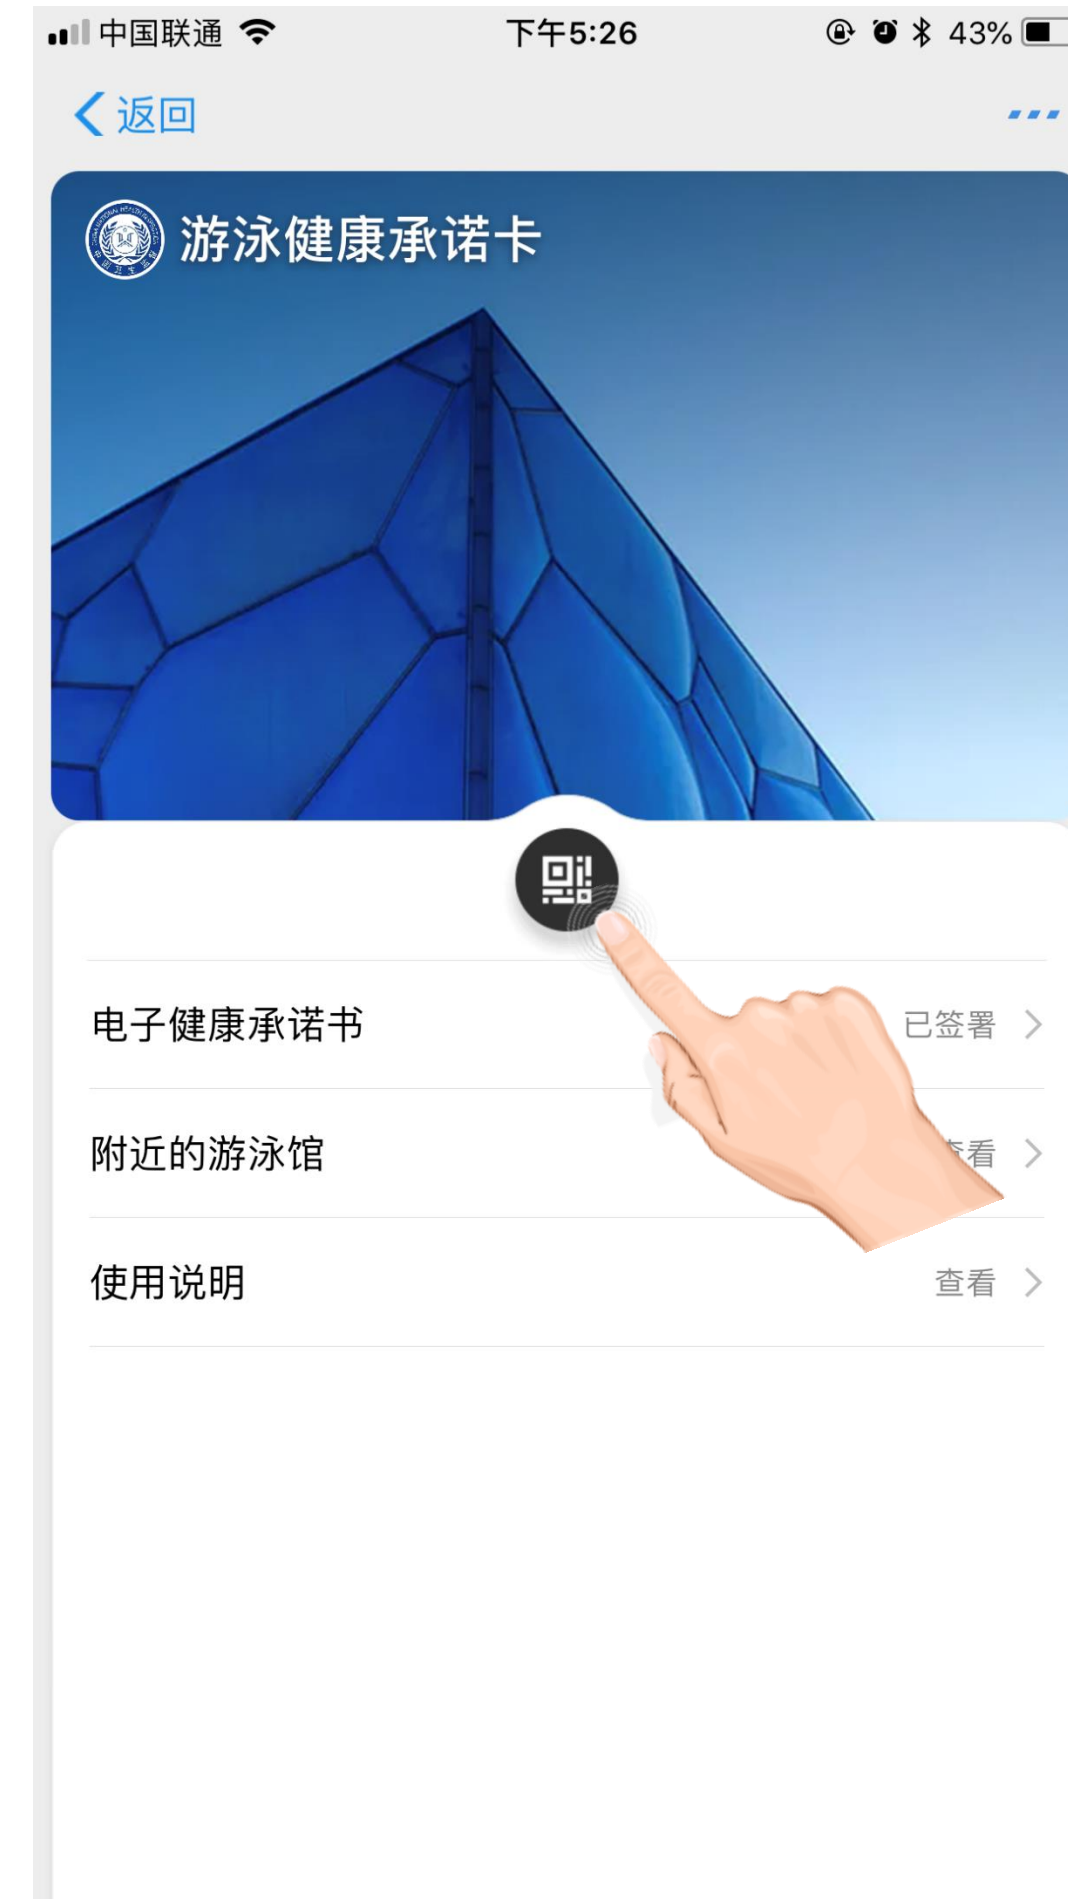 中国联通 下午5:26 43%
返回
游泳健康承诺卡
电子健康承诺书 已签署
附近的游泳馆 查看
使用说明 查看